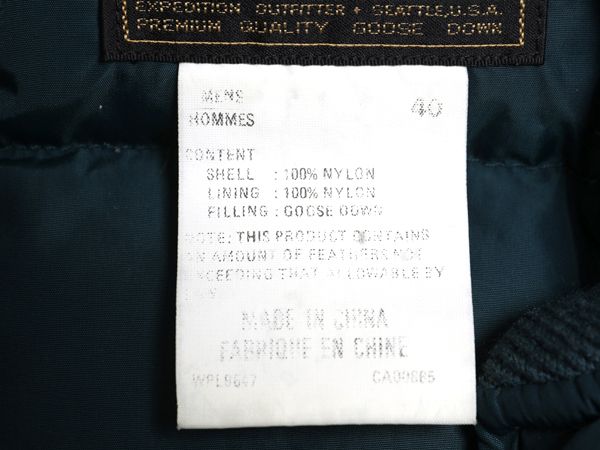 EXPEDITION OUTFITTER + SEATTLE, U.S.A.
PREMIUM QUALITY GOOSE DOWN
MENS 40
HOMMES
CONTENT
SHELL : 100% NYLON
LINING : 100% NYLON
FILLING : GOOSE DOWN
NOTE: THIS PRODUCT CONTAINS
AN AMOUNT OF FEATHERS NOT
EXCEEDING THAT ALLOWABLE BY
MADE IN CHINA
FABRIQUE EN CHINE
WPL9647